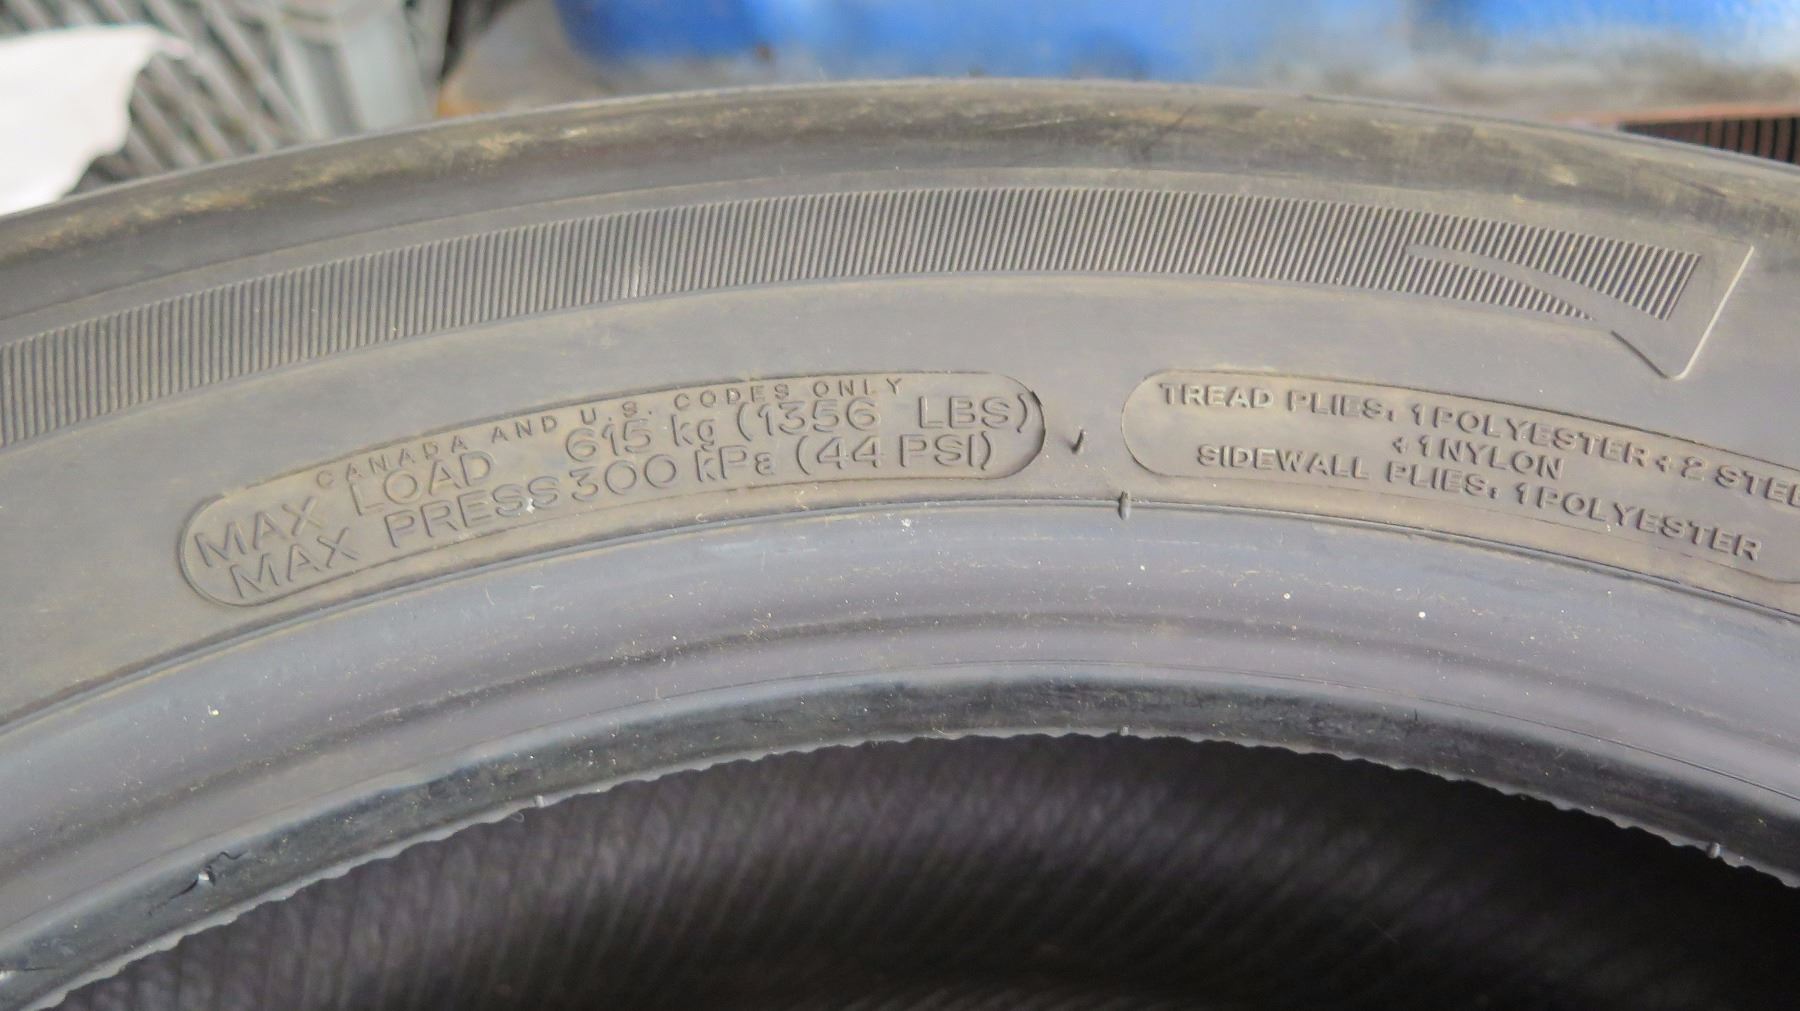 CANADA AND U.S. CODES ONLY
MAX LOAD 615 kg (1356 LBS)
MAX PRESS 300 kPa (44 PSI)
TREAD PLIES: 1 POLYESTER + 2 STEE
+ 1 NYLON
SIDEWALL PLIES: 1 POLYESTER